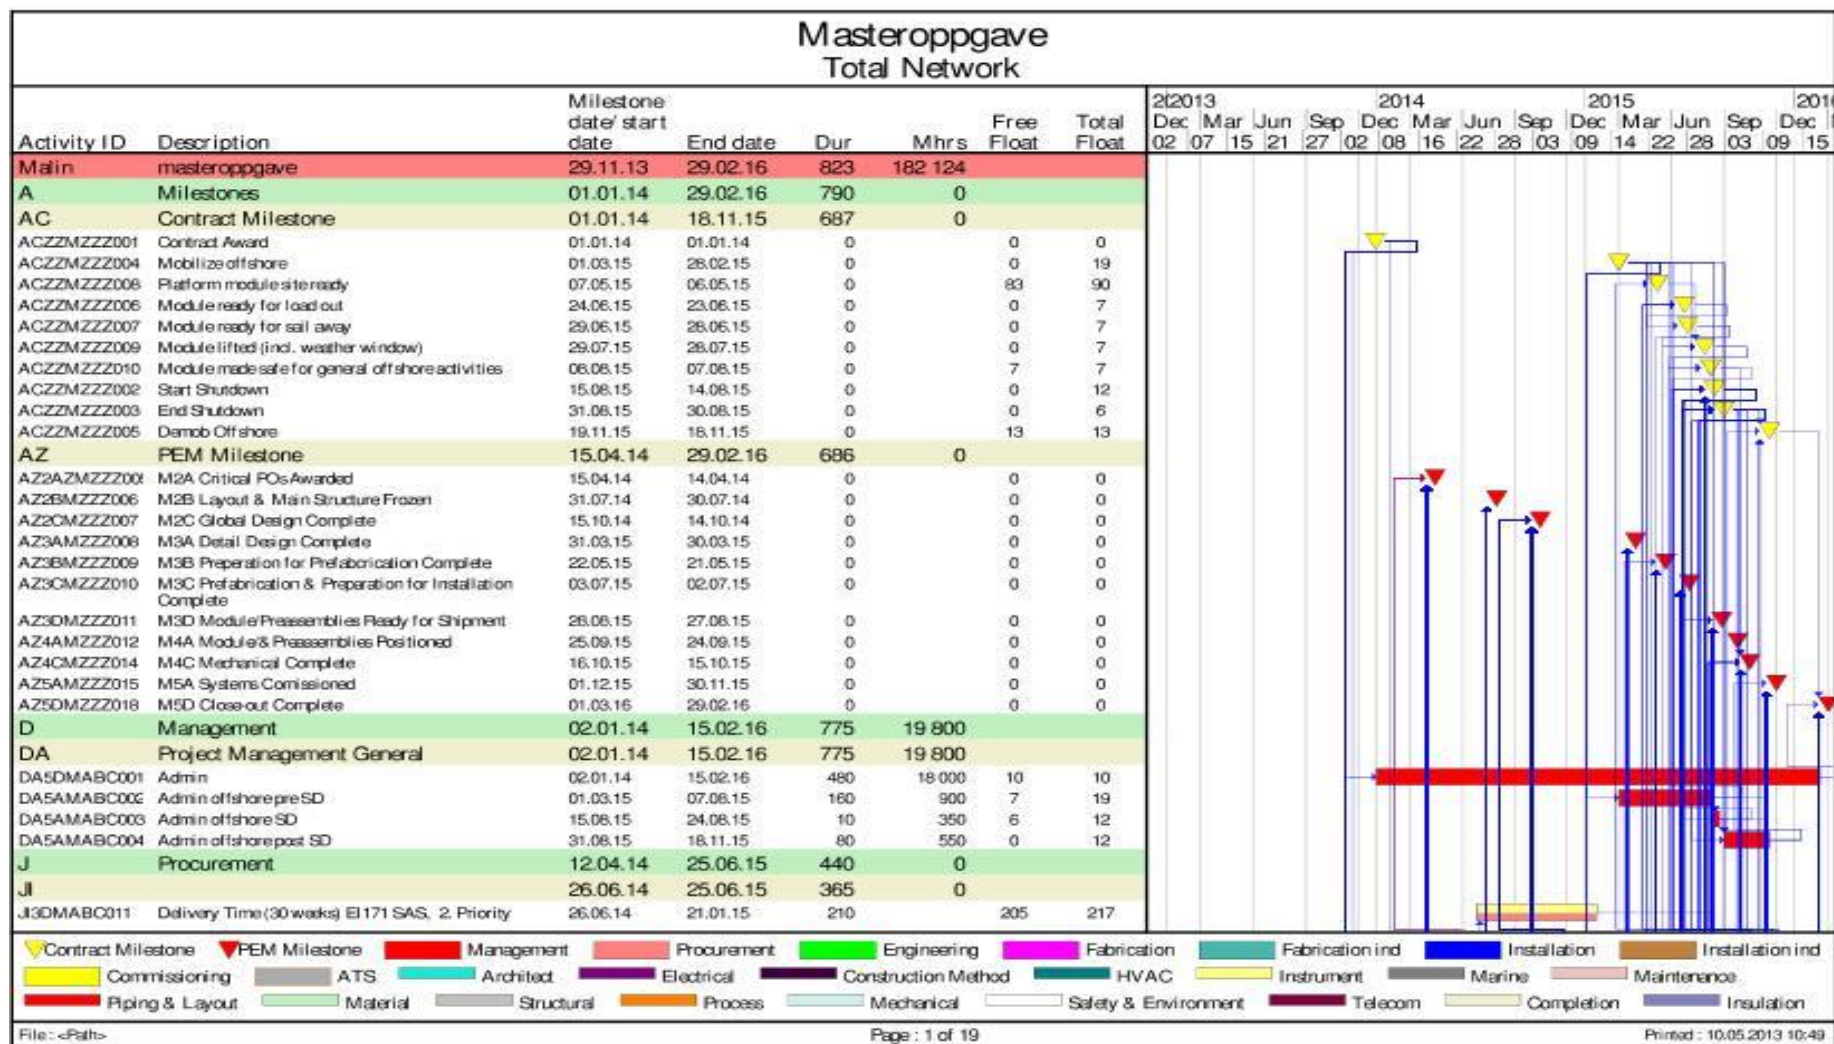 Masteroppgave
Total Network
Activity ID Description Milestone date/ start date End date Dur Mhrs Free Float Total Float
2013 2014 2015
Dec Mar Jun Sep Dec Mar Jun Sep Dec Mar Jun Sep Dec
02 07 15 21 27 02 08 16 22 28 03 09 14 22 28 03 09 15
Malin masteroppgave 29.11.13 29.02.16 823 182 124
A Milestones 01.01.14 29.02.16 790 0
AC Contract Milestone 01.01.14 18.11.15 687 0
ACZZMZZZ001 Contract Award 01.01.14 01.01.14 0 0 0
ACZZMZZZ004 Mobilize offshore 01.03.15 28.02.15 0 0 19
ACZZMZZZ008 Platform module site ready 07.05.15 06.05.15 0 83 90
ACZZMZZZ006 Module ready for load out 24.06.15 23.06.15 0 0 7
ACZZMZZZ007 Module ready for sail away 29.06.15 28.06.15 0 0 7
ACZZMZZZ009 Module lifted (incl. weather window) 29.07.15 28.07.15 0 0 7
ACZZMZZZ010 Module made safe for general offshore activities 08.08.15 07.08.15 0 7 7
ACZZMZZZ002 Start Shutdown 15.08.15 14.08.15 0 0 12
ACZZMZZZ003 End Shutdown 31.08.15 30.08.15 0 0 6
ACZZMZZZ005 Demob Offshore 19.11.15 18.11.15 0 13 13
AZ PEM Milestone 15.04.14 29.02.16 686 0
AZ2AZMZZZ00 M2A Critical POs Awarded 15.04.14 14.04.14 0 0 0
AZ2BMZZZ006 M2B Layout & Main Structure Frozen 31.07.14 30.07.14 0 0 0
AZ2CMZZZ007 M2C Global Design Complete 15.10.14 14.10.14 0 0 0
AZ3AMZZZ008 M3A Detail Design Complete 31.03.15 30.03.15 0 0 0
AZ3BMZZZ009 M3B Preperation for Prefabcrication Complete 22.05.15 21.05.15 0 0 0
AZ3CMZZZ010 M3C Prefabrication & Preparation for Installation 03.07.15 02.07.15 0 0 0
Complete
AZ3DMZZZ011 M3D Module/Preassemblies Ready for Shipment 28.08.15 27.08.15 0 0 0
AZ4AMZZZ012 M4A Module& Preassemblies Positioned 25.09.15 24.09.15 0 0 0
AZ4CMZZZ014 M4C Mechanical Complete 16.10.15 15.10.15 0 0 0
AZ5AMZZZ015 M5A Systems Comissioned 01.12.15 30.11.15 0 0 0
AZ5DMZZZ018 M5D Close-out Complete 01.03.16 29.02.16 0 0 0
D Management 02.01.14 15.02.16 775 19 800
DA Project Management General 02.01.14 15.02.16 775 19 800
DA5DMABC001 Admin 02.01.14 15.02.16 480 18 000 10 10
DA5AMABC002 Admin offshore pre SD 01.03.15 07.08.15 160 900 7 19
DA5AMABC003 Admin offshore SD 15.08.15 24.08.15 10 350 6 12
DA5AMABC004 Admin offshore post SD 31.08.15 18.11.15 80 550 0 12
J Procurement 12.04.14 25.06.15 440 0
JI 26.06.14 25.06.15 365 0
JI3DMABC011 Delivery Time (30 weeks) EI171 SAS, 2. Priority 26.06.14 21.01.15 210 205 217
Contract Milestone PEM Milestone Management Procurement Engineering Fabrication Fabrication ind Installation Installation ind
Commissioning ATS Architect Electrical Construction Method HVAC Instrument Marine Maintenance
Piping & Layout Material Structural Process Mechanical Safety & Environment Telecom Completion Insulation
File : <Path> Page : 1 of 19 Printed : 10.05.2013 10:49